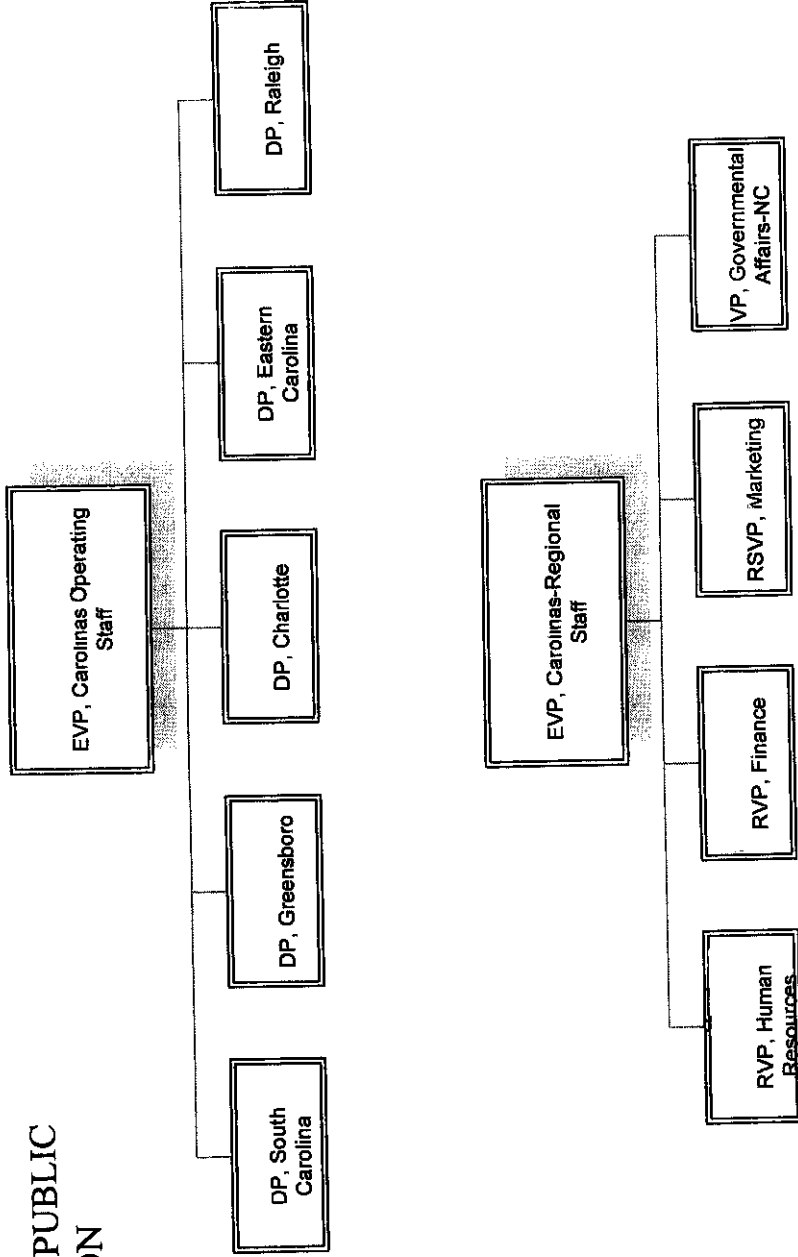 PUBLIC
ON
EVP, Carolinas Operating
Staff
DP, South
Carolina
DP, Greensboro
DP, Charlotte
DP, Eastern
Carolina
DP, Raleigh
EVP, Carolinas-Regional
Staff
RVP, Human
Resources
RVP, Finance
RSVP, Marketing
VP, Governmental
Affairs-NC